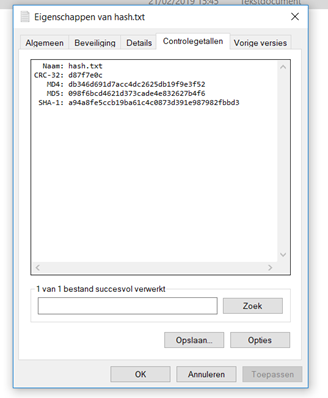 21/02/2019 15:45 Tekstdocument
Eigenschappen van hash.txt
Algemeen Beveiliging Details Controlegetallen Vorige versies
Naam: hash.txt
CRC-32: d87f7e0c
MD4: db346d691d7acc4dc2625db19f9e3f52
MD5: 098f6bcd4621d373cade4e832627b4f6
SHA-1: a94a8fe5ccb19ba61c4c0873d391e987982fbbd3
1 van 1 bestand succesvol verwerkt
Zoek
Opslaan... Opties
OK Annuleren Toepassen